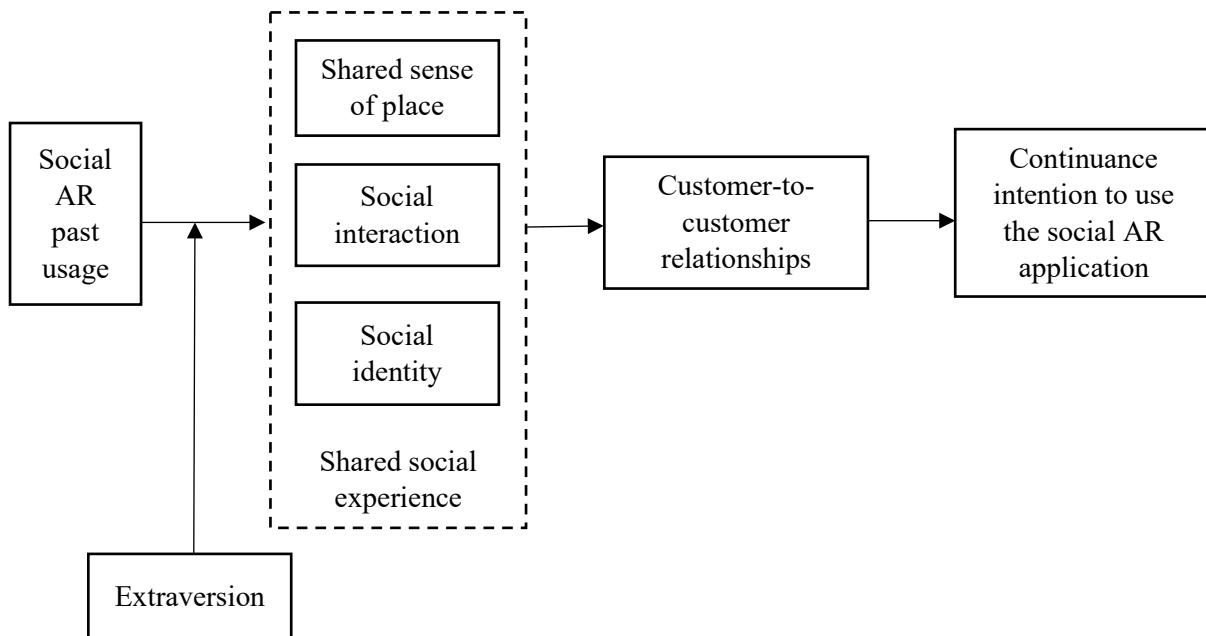 Social
AR
past
usage
Shared sense
of place
Social
interaction
Social
identity
Shared social
experience
Customer-to-
customer
relationships
Continuance
intention to use
the social AR
application
Extraversion